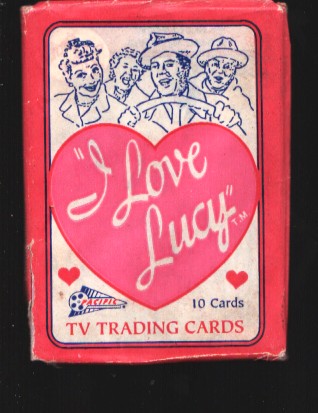 "I Love
Lucy" TM
PACIFIC
10 Cards
TV TRADING CARDS